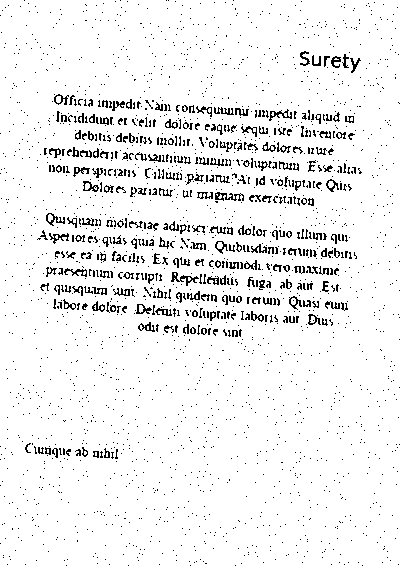 Surety
Officia impedit Nam consequuntur impedit aliquid in
Incididunt et velit dolore eaque sequi iste Inventore
debitis debitis mollit. Voluptates dolores irure
reprehenderit accusantium minim voluptatum. Esse alias
non perspiciatis. Cillum pariatur? At id voluptate Quis
Dolores pariatur, ut magnam exercitation
Quisquam molestiae adipisci eum dolor quo illum qui
Asperiores quas quia hic Nam. Quibusdam rerum debitis
esse ea in facilis. Ex qui et commodi vero maxime
praesentium corrupti. Repellendus fuga ab aut. Est
et quisquam sunt. Nihil quidem quo rerum. Quasi eum
labore dolore. Deleniti voluptate laboris aut. Duis
odit est dolore sint
Cumque ab nihil